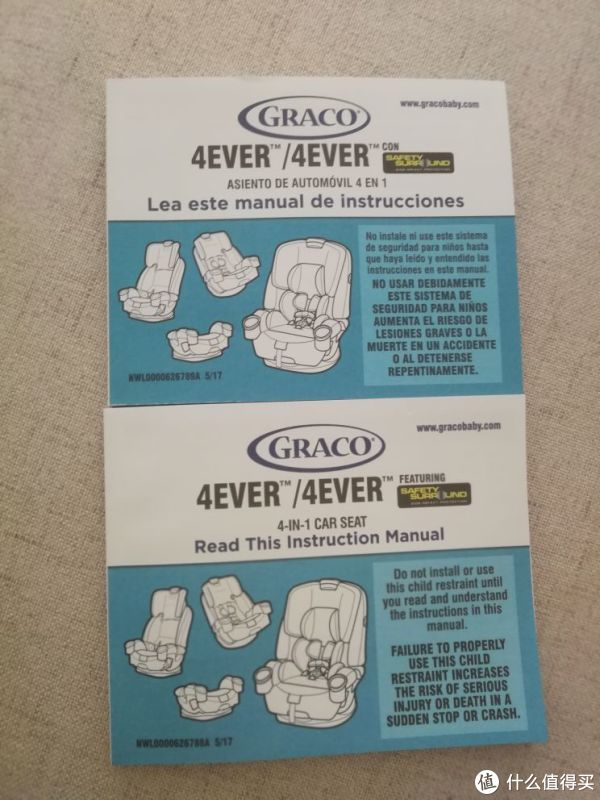 GRACO®
www.gracobaby.com
4EVER™/4EVER™ CON
SAFETY SURROUND
ASIENTO DE AUTOMÓVIL 4 EN 1
Lea este manual de instrucciones
No instale ni use este sistema
de seguridad para niños hasta
que haya leído y entendido las
instrucciones en este manual.
NO USAR DEBIDAMENTE
ESTE SISTEMA DE
SEGURIDAD PARA NIÑOS
AUMENTA EL RIESGO DE
LESIONES GRAVES O LA
MUERTE EN UN ACCIDENTE
O AL DETENERSE
REPENTINAMENTE.
NWL0000626789A 5/17
GRACO®
www.gracobaby.com
4EVER™/4EVER™ FEATURING
SAFETY SURROUND
4-IN-1 CAR SEAT
Read This Instruction Manual
Do not install or use
this child restraint until
you read and understand
the instructions in this
manual.
FAILURE TO PROPERLY
USE THIS CHILD
RESTRAINT INCREASES
THE RISK OF SERIOUS
INJURY OR DEATH IN A
SUDDEN STOP OR CRASH.
NWL0000626788A 5/17
值 什么值得买